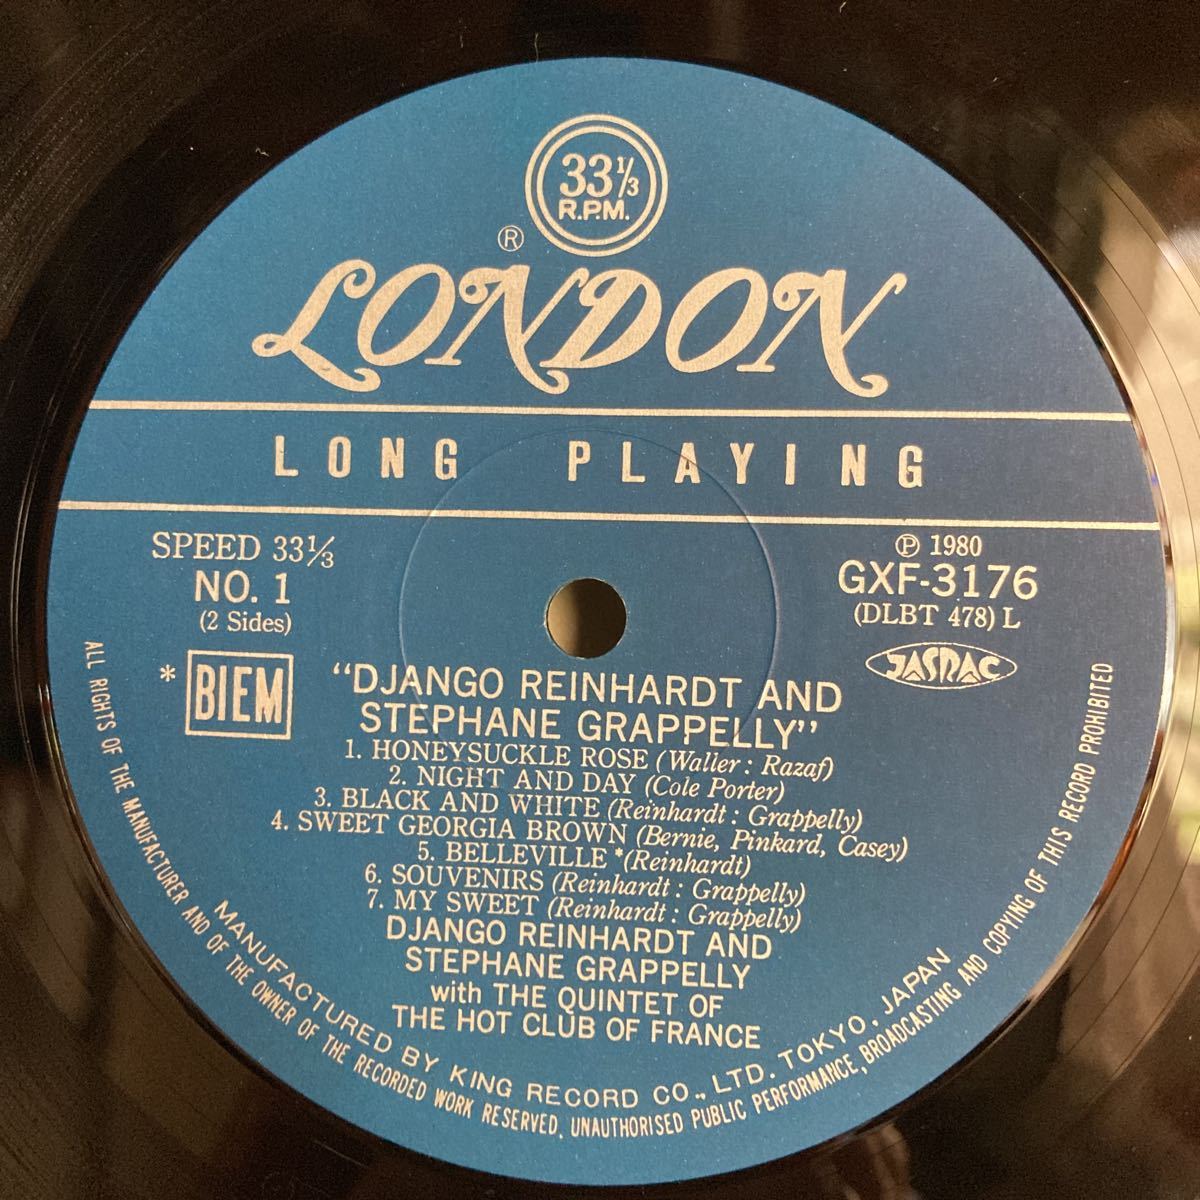 33⅓
R.P.M.
®
LONDON
LONG PLAYING
SPEED 33⅓
NO. 1
(2 Sides)
℗ 1980
GXF-3176
(DLBT 478) L
* BIEM
JASRAC
"DJANGO REINHARDT AND
STEPHANE GRAPPELLY"
1. HONEYSUCKLE ROSE (Waller : Razaf)
2. NIGHT AND DAY (Cole Porter)
3. BLACK AND WHITE (Reinhardt : Grappelly)
4. SWEET GEORGIA BROWN (Bernie, Pinkard, Casey)
5. BELLEVILLE *(Reinhardt)
6. SOUVENIRS (Reinhardt : Grappelly)
7. MY SWEET (Reinhardt : Grappelly)
DJANGO REINHARDT AND
STEPHANE GRAPPELLY
with THE QUINTET OF
THE HOT CLUB OF FRANCE
MANUFACTURED BY KING RECORD CO., LTD. TOKYO, JAPAN
ALL RIGHTS OF THE MANUFACTURER AND OF THE OWNER OF THE RECORDED WORK RESERVED, UNAUTHORISED PUBLIC PERFORMANCE, BROADCASTING AND COPYING OF THIS RECORD PROHIBITED